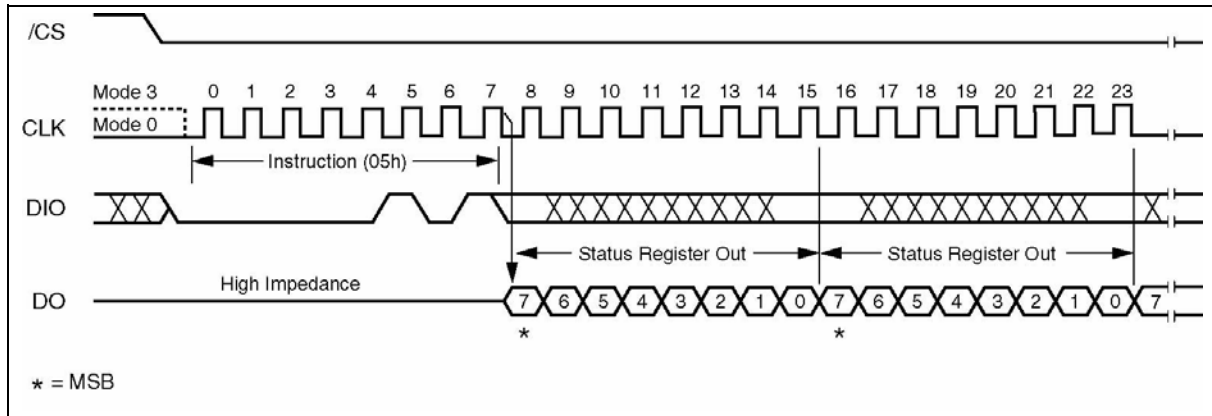 /CS
Mode 3
0 1 2 3 4 5 6 7 8 9 10 11 12 13 14 15 16 17 18 19 20 21 22 23
CLK
Mode 0
Instruction (05h)
DIO
Status Register Out
Status Register Out
High Impedance
DO
7 6 5 4 3 2 1 0 7 6 5 4 3 2 1 0 7
* *
* = MSB